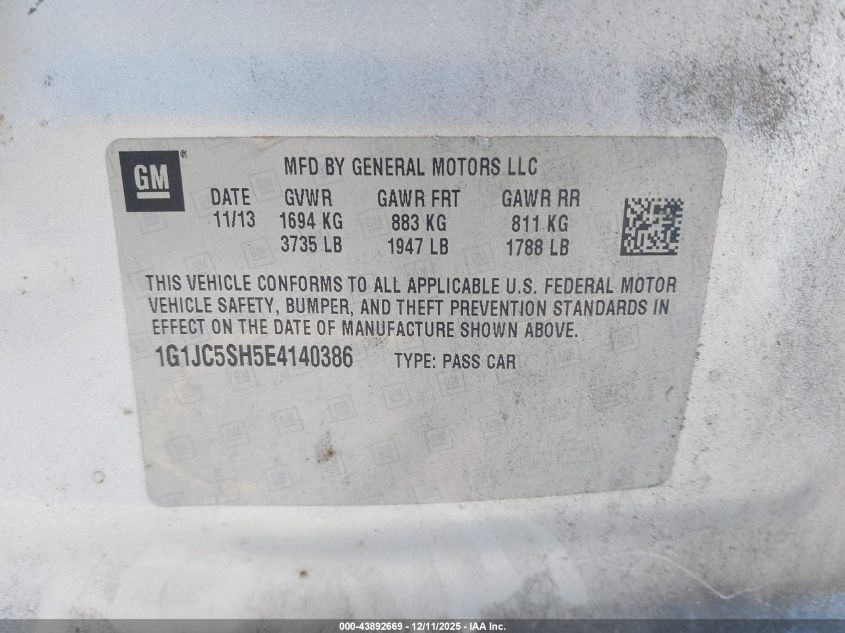 GM®
MFD BY GENERAL MOTORS LLC
DATE GVWR GAWR FRT GAWR RR
11/13 1694 KG 883 KG 811 KG
3735 LB 1947 LB 1788 LB
THIS VEHICLE CONFORMS TO ALL APPLICABLE U.S. FEDERAL MOTOR
VEHICLE SAFETY, BUMPER, AND THEFT PREVENTION STANDARDS IN
EFFECT ON THE DATE OF MANUFACTURE SHOWN ABOVE.
1G1JC5SH5E4140386 TYPE: PASS CAR
000-43892669 - 12/11/2025 - IAA Inc.